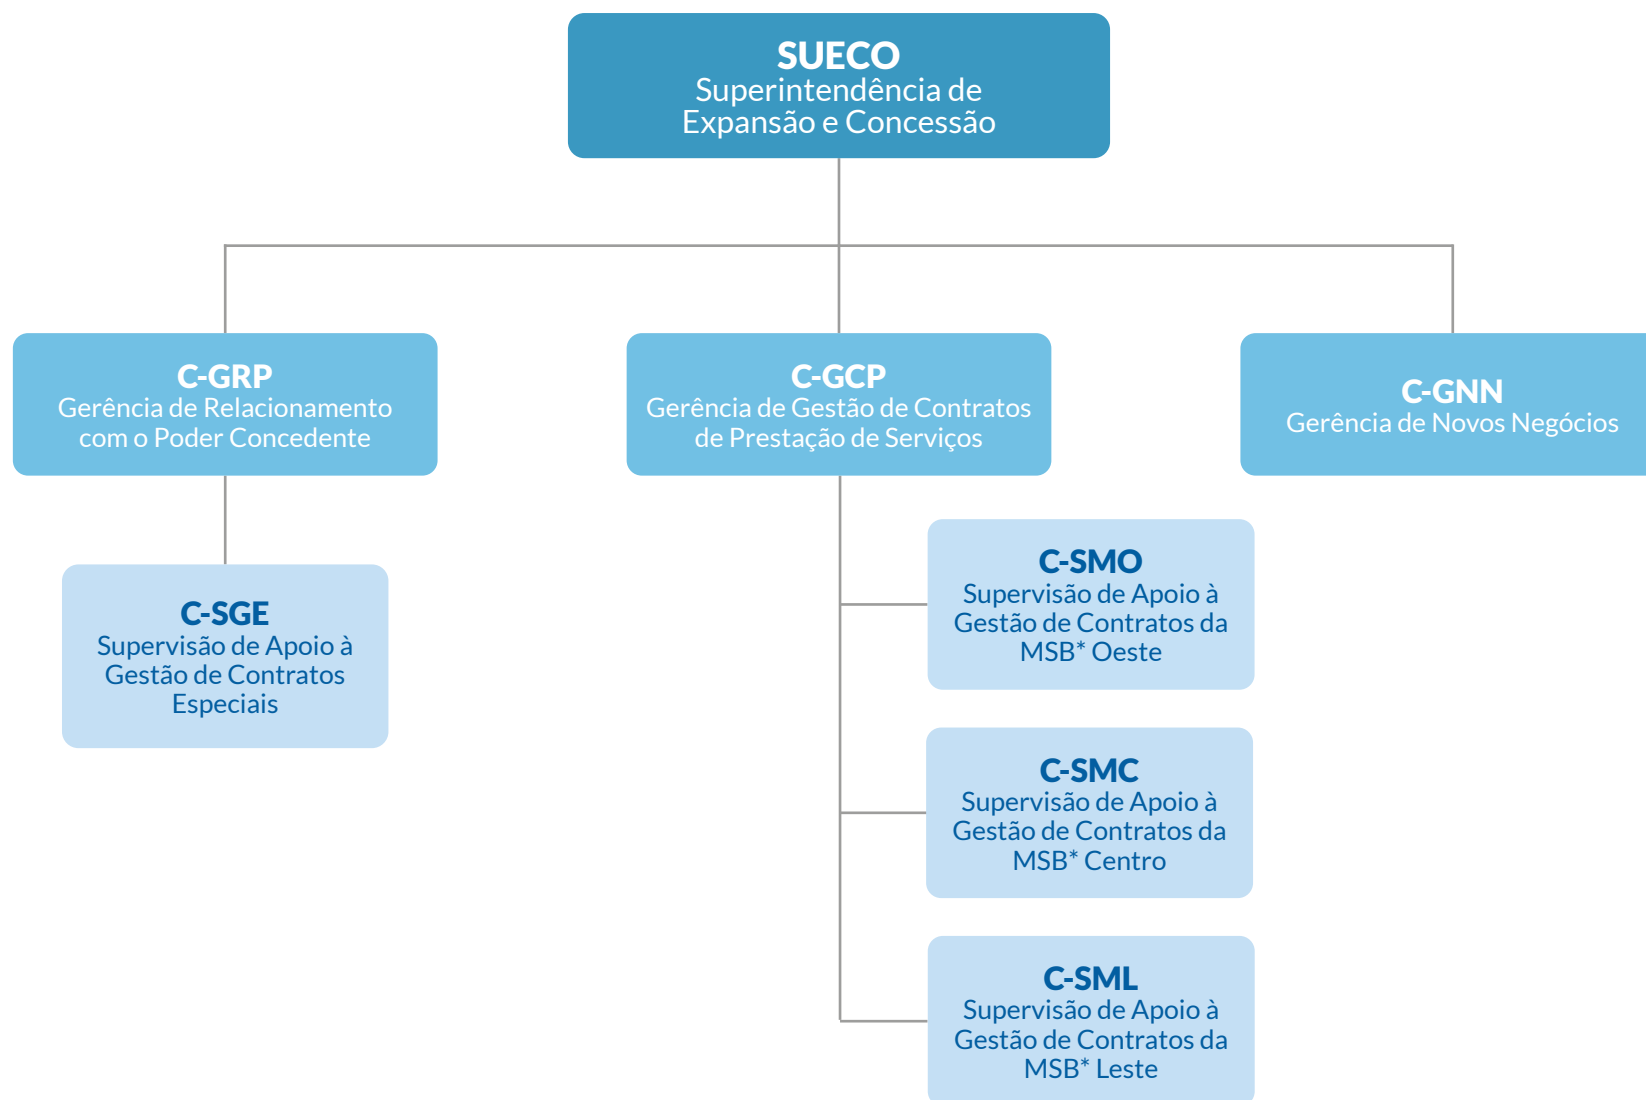 SUECO
Superintendência de
Expansão e Concessão
C-GRP
Gerência de Relacionamento
com o Poder Concedente
C-GCP
Gerência de Gestão de Contratos
de Prestação de Serviços
C-GNN
Gerência de Novos Negócios
C-SGE
Supervisão de Apoio à
Gestão de Contratos
Especiais
C-SMO
Supervisão de Apoio à
Gestão de Contratos da
MSB* Oeste
C-SMC
Supervisão de Apoio à
Gestão de Contratos da
MSB* Centro
C-SML
Supervisão de Apoio à
Gestão de Contratos da
MSB* Leste